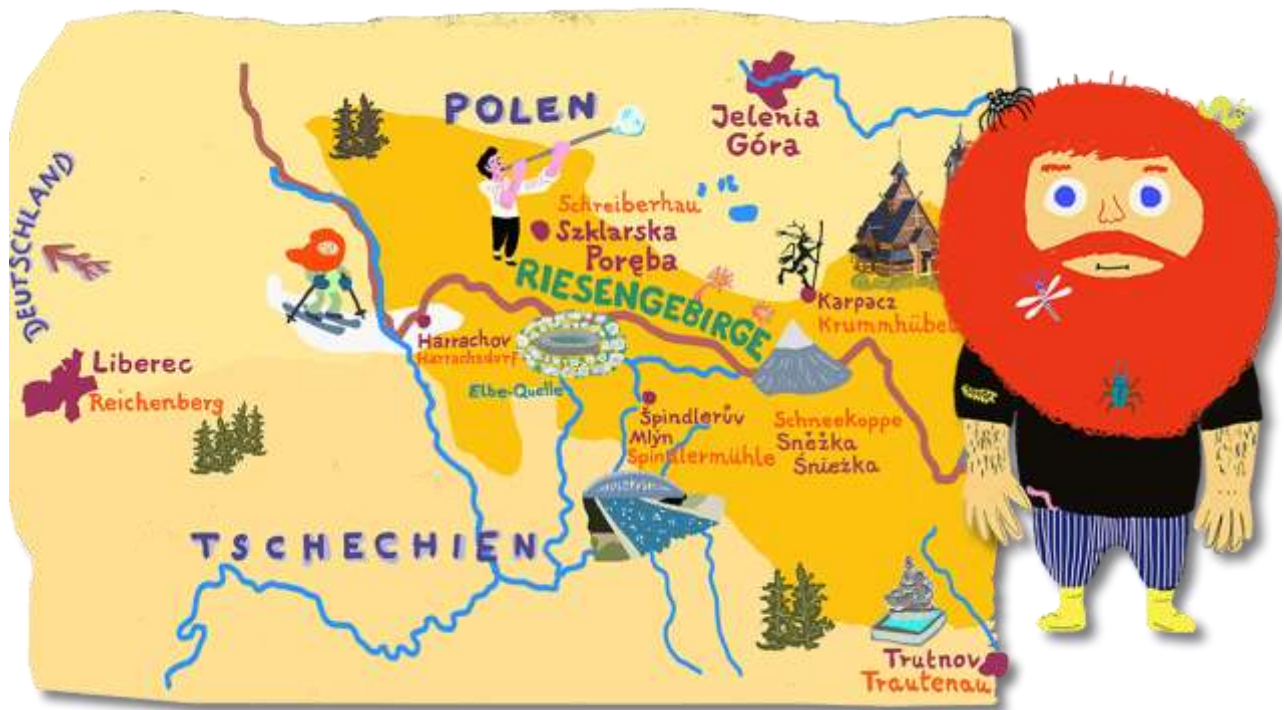 POLEN
Jelenia
Góra
DEUTSCHLAND
Schreiberhau
Szklarska
Poręba
RIESENGEBIRGE
Karpacz
Krummhübel
Harrachov
Harrachsdorf
Liberec
Reichenberg
Elbe-Quelle
Špindlerův
Mlýn
Spindlermühle
Schneekoppe
Sněžka
Śnieżka
TSCHECHIEN
Trutnov
Trautenau